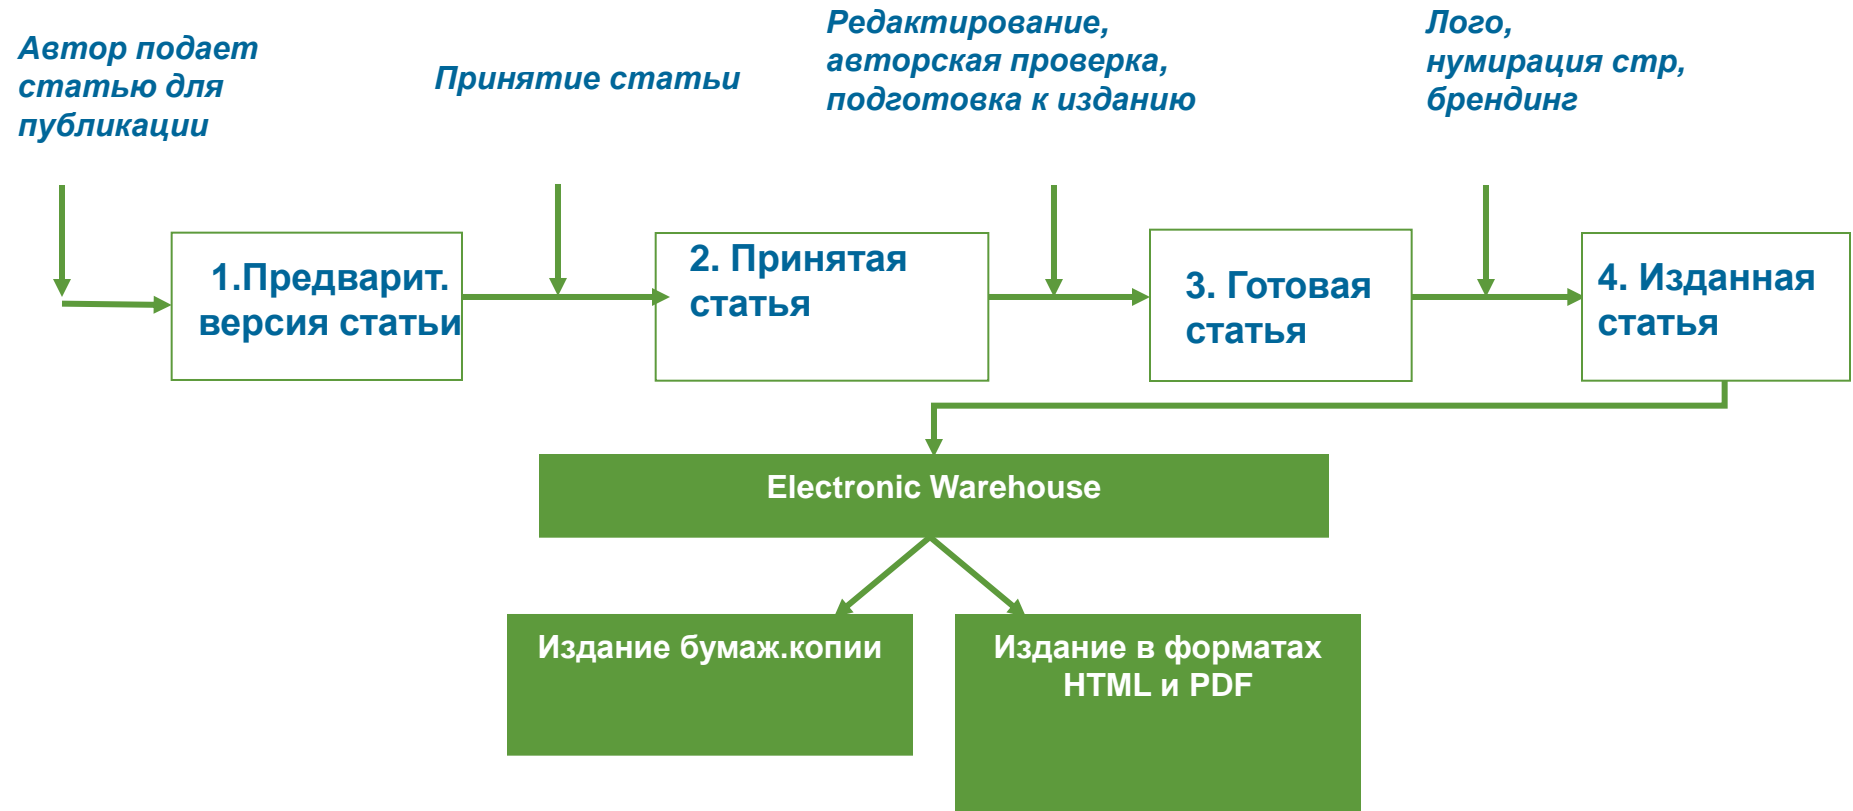 Автор подает
статью для
публикации
Принятие статьи
Редактирование,
авторская проверка,
подготовка к изданию
Лого,
нумирация стр,
брендинг
1.Предварит.
версия статьи
2. Принятая
статья
3. Готовая
статья
4. Изданная
статья
Electronic Warehouse
Издание бумаж.копии
Издание в форматах
HTML и PDF